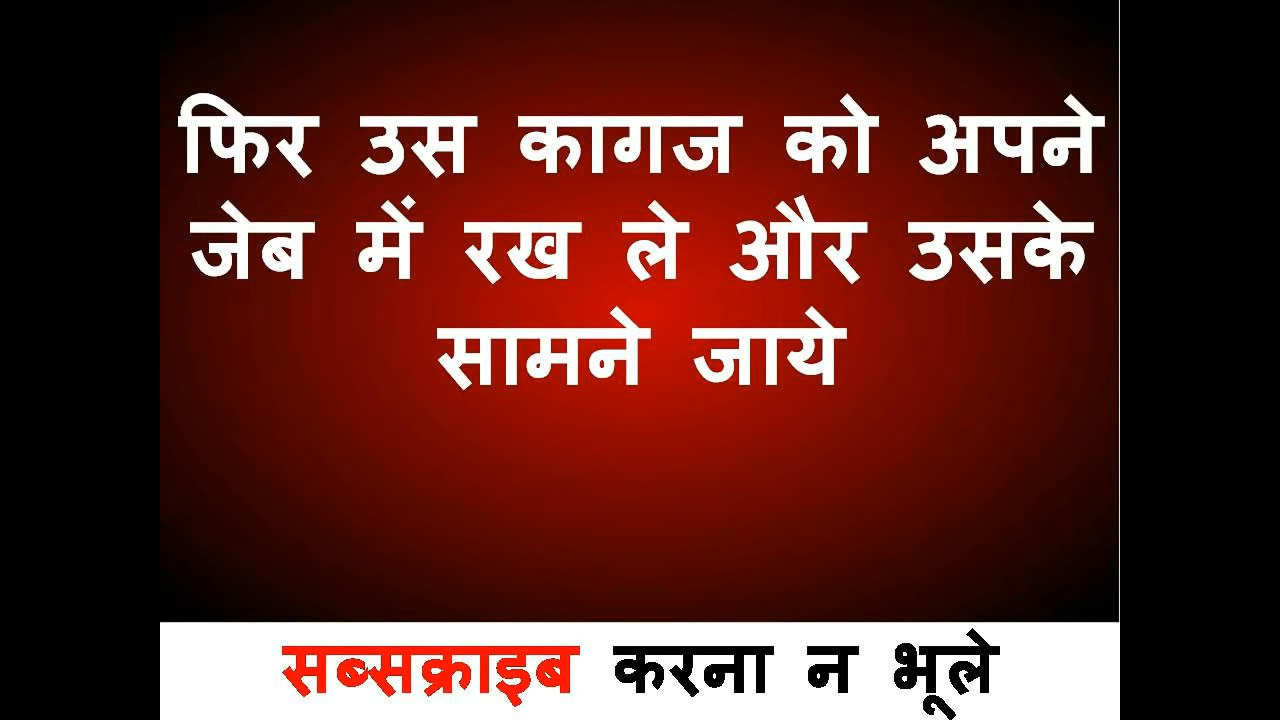 फिर उस कागज को अपने
जेब में रख ले और उसके
सामने जाये
सब्सक्राइब करना न भूले